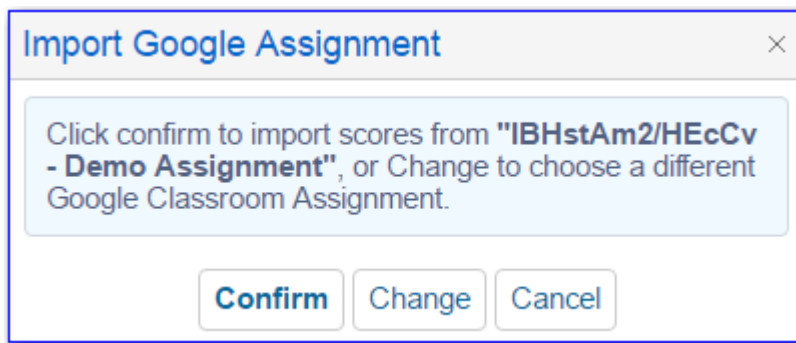 Import Google Assignment
Click confirm to import scores from "IBHstAm2/HEcCv
- Demo Assignment", or Change to choose a different
Google Classroom Assignment.
Confirm Change Cancel